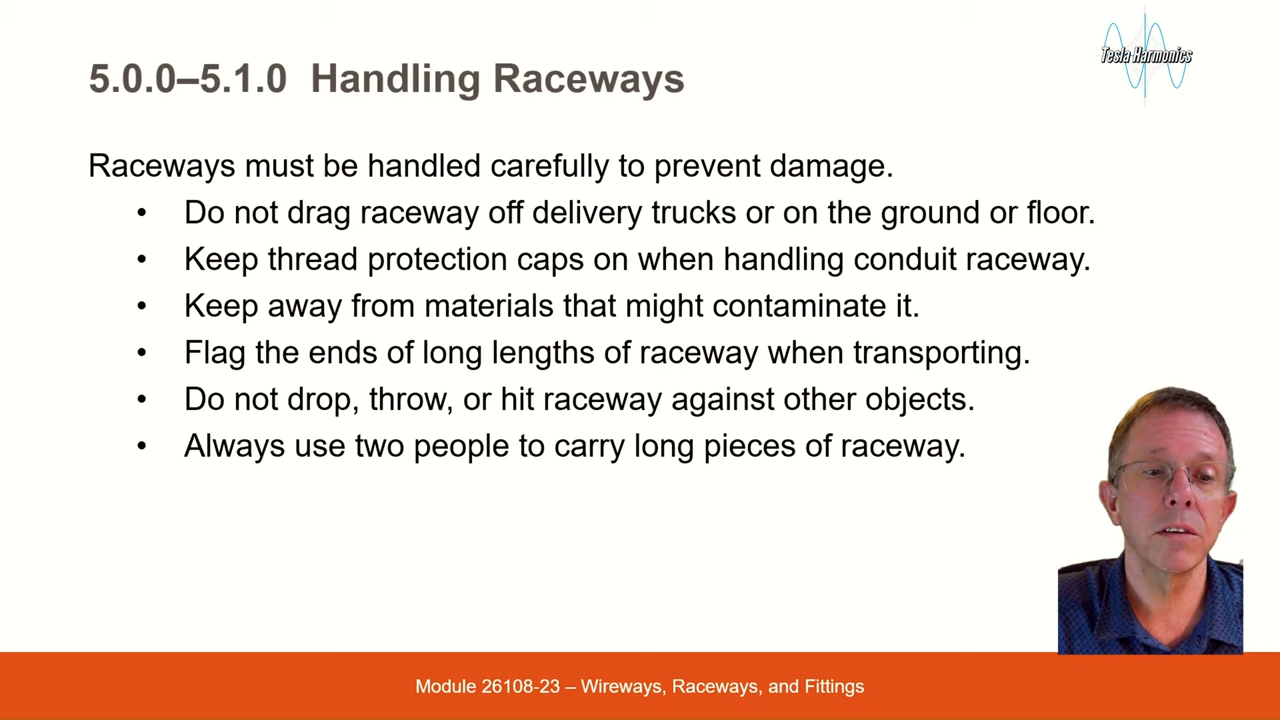 Tesla Harmonics
5.0.0–5.1.0 Handling Raceways
Raceways must be handled carefully to prevent damage.
• Do not drag raceway off delivery trucks or on the ground or floor.
• Keep thread protection caps on when handling conduit raceway.
• Keep away from materials that might contaminate it.
• Flag the ends of long lengths of raceway when transporting.
• Do not drop, throw, or hit raceway against other objects.
• Always use two people to carry long pieces of raceway.
Module 26108-23 – Wireways, Raceways, and Fittings